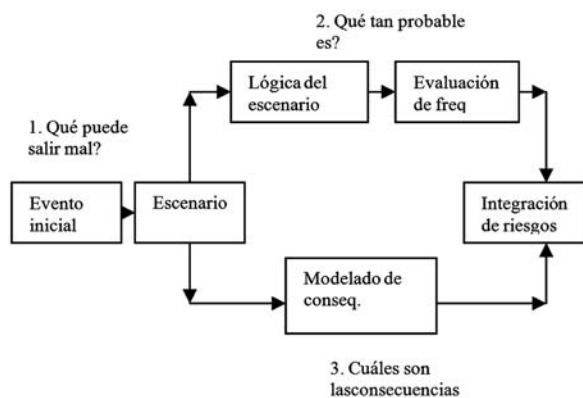 2. Qué tan probable
es?
Lógica del
escenario
Evaluación
de freq
1. Qué puede
salir mal?
Evento
inicial
Escenario
Integración
de riesgos
Modelado de
conseq.
3. Cuáles son
lasconsecuencias